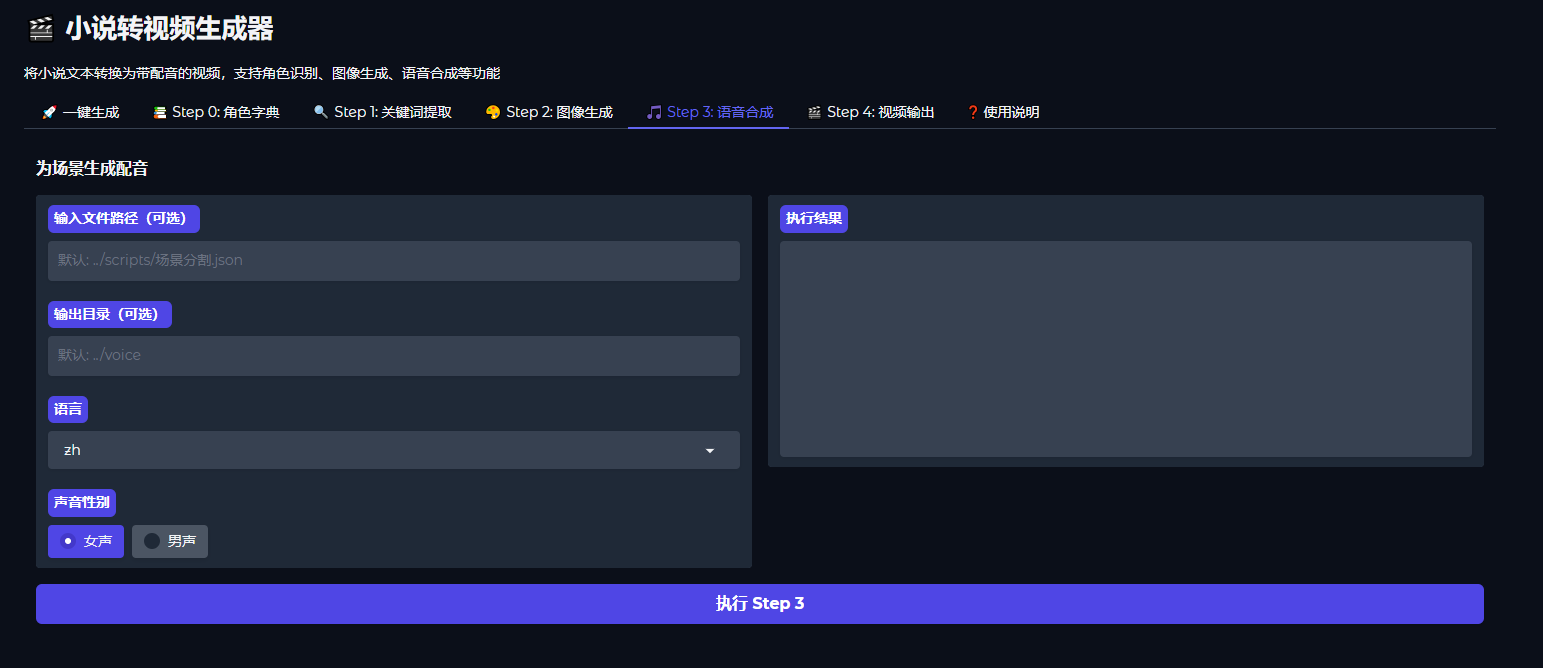 小说转视频生成器
将小说文本转换为带配音的视频，支持角色识别、图像生成、语音合成等功能
一键生成 Step 0: 角色字典 Step 1: 关键词提取 Step 2: 图像生成 Step 3: 语音合成 Step 4: 视频输出 ❓ 使用说明
为场景生成配音
输入文件路径（可选）
默认: ../scripts/场景分割.json
输出目录（可选）
默认: ../voice
语言
zh
声音性别
女声 男声
执行结果
执行 Step 3